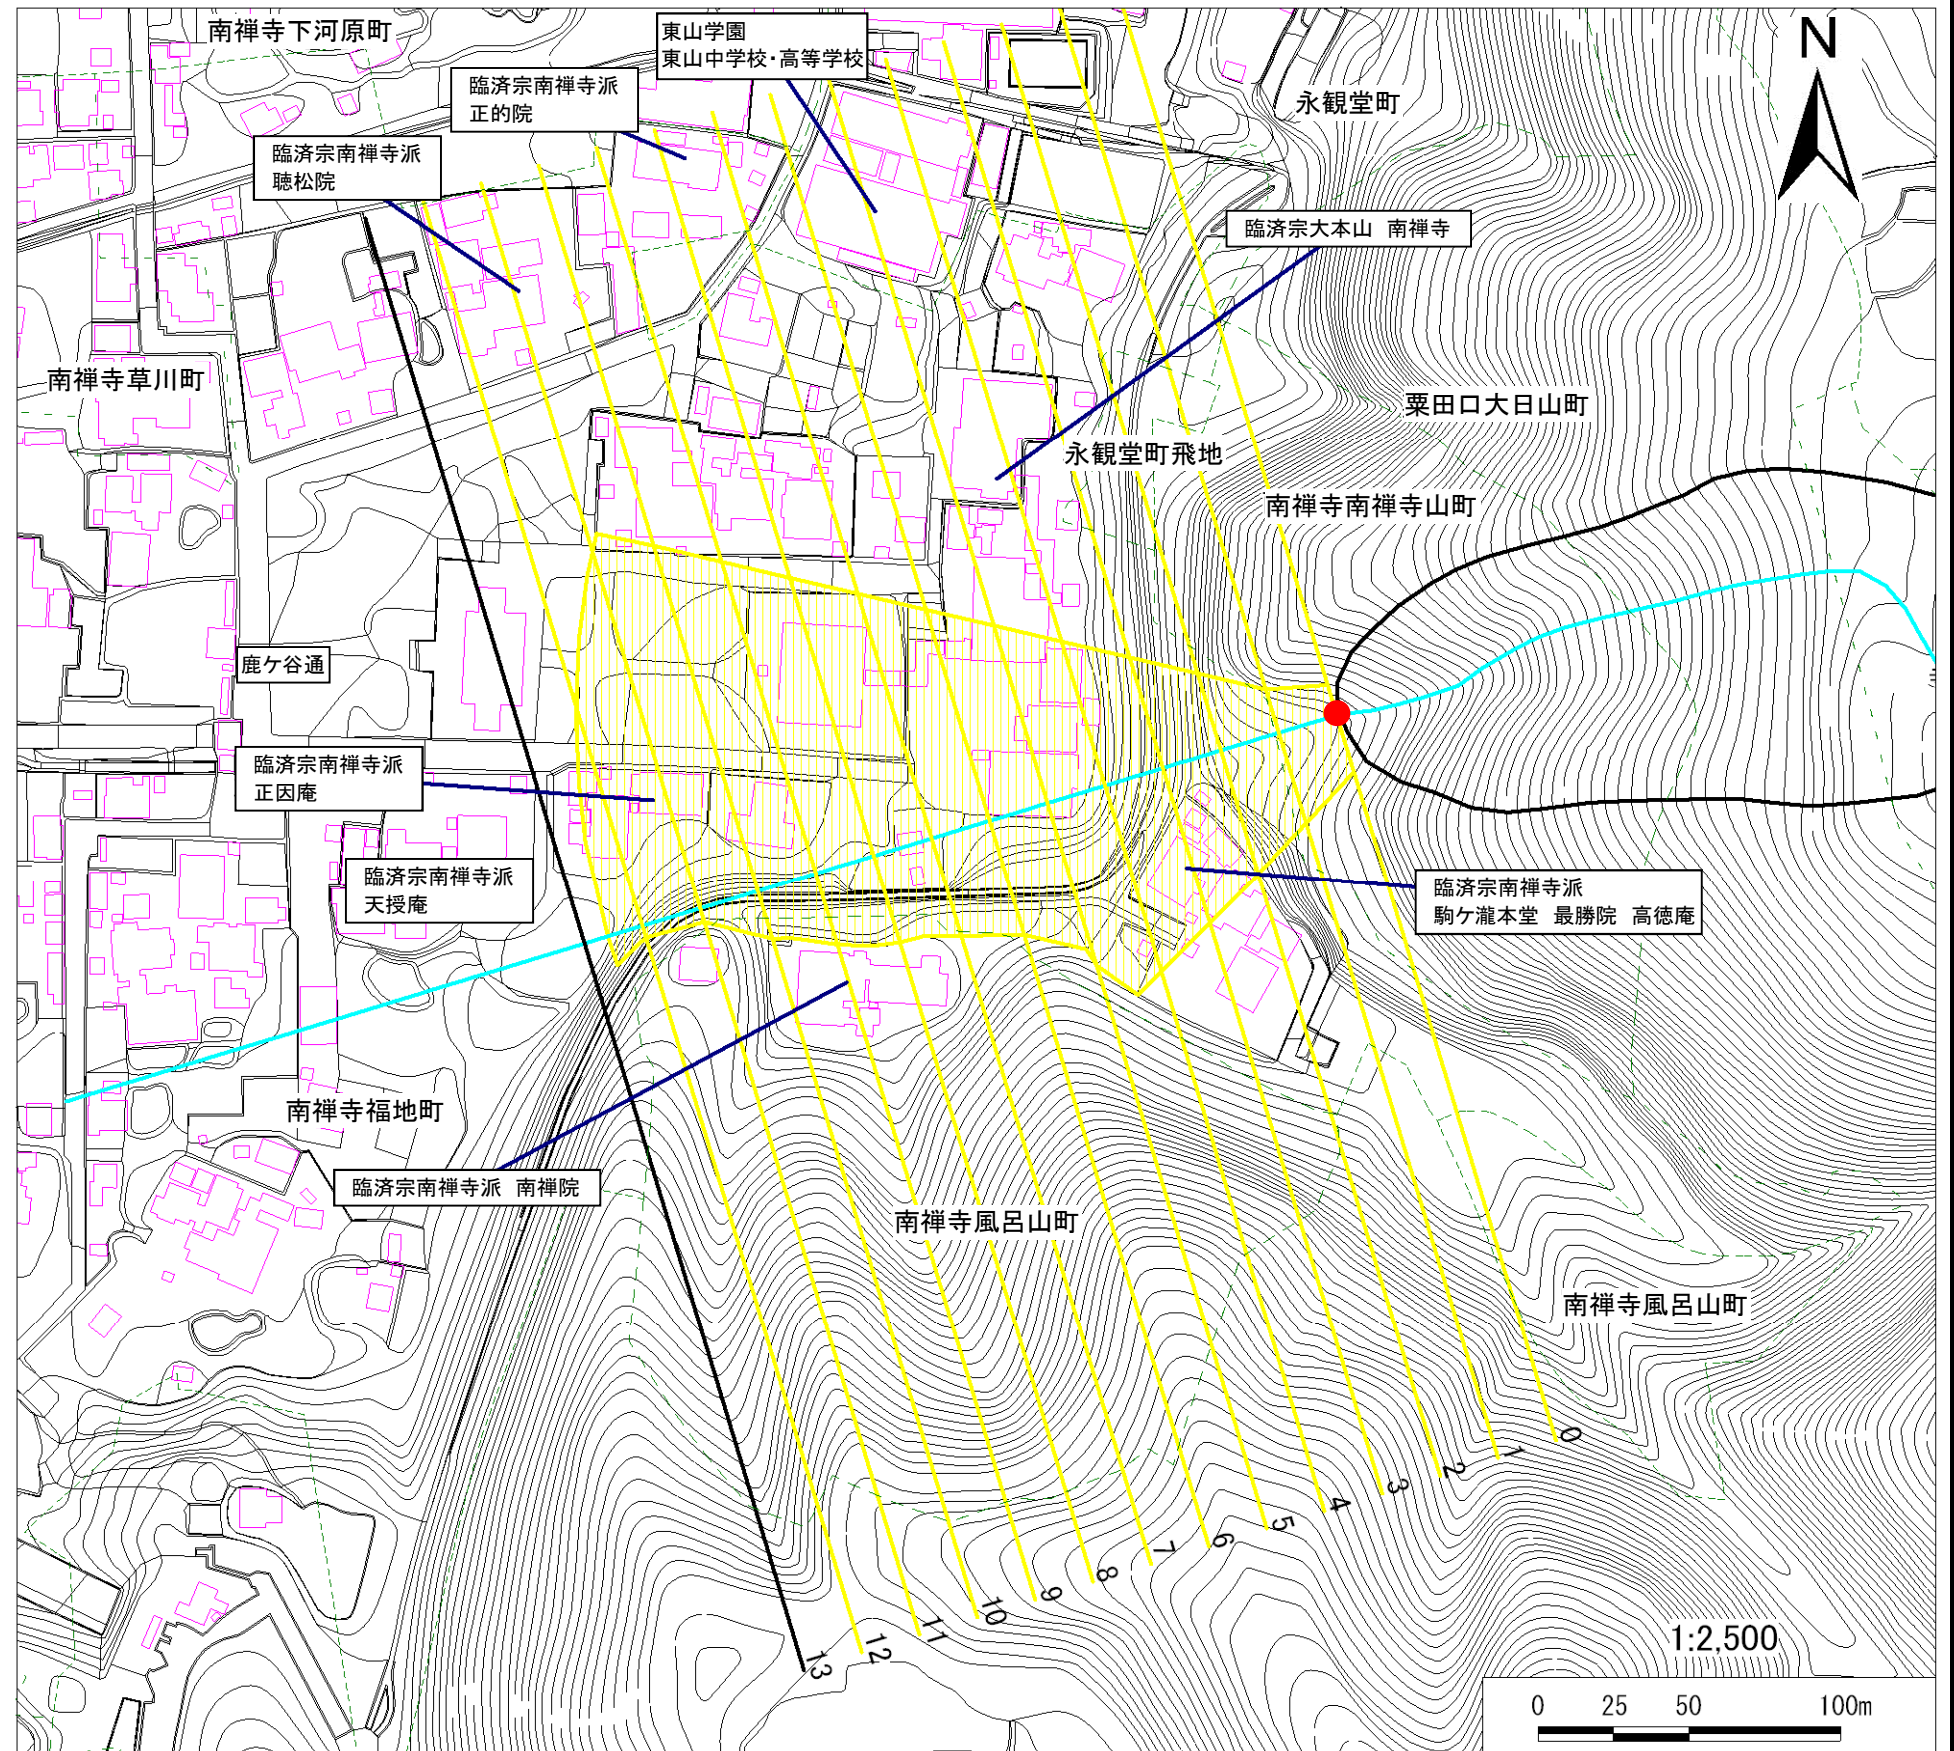 南禅寺下河原町
東山学園
東山中学校・高等学校
N
臨済宗南禅寺派
正的院
永観堂町
臨済宗南禅寺派
聴松院
臨済宗大本山 南禅寺
南禅寺草川町
粟田口大日山町
永観堂町飛地
南禅寺南禅寺山町
鹿ケ谷通
臨済宗南禅寺派
正因庵
臨済宗南禅寺派
天授庵
臨済宗南禅寺派
駒ケ瀧本堂 最勝院 高徳庵
南禅寺福地町
臨済宗南禅寺派 南禅院
南禅寺風呂山町
南禅寺風呂山町
0
1
2
3
4
5
6
7
8
9
10
11
12
13
1:2,500
0 25 50 100m